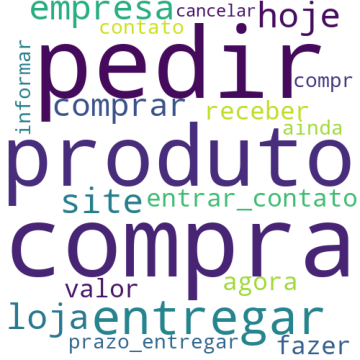 empresa
cancelar
hoje
contato
pedir
informar
compr
comprar
receber
ainda
produto
site
entrar_contato
compra
agora
valor
entregar
loja
prazo_entregar
fazer